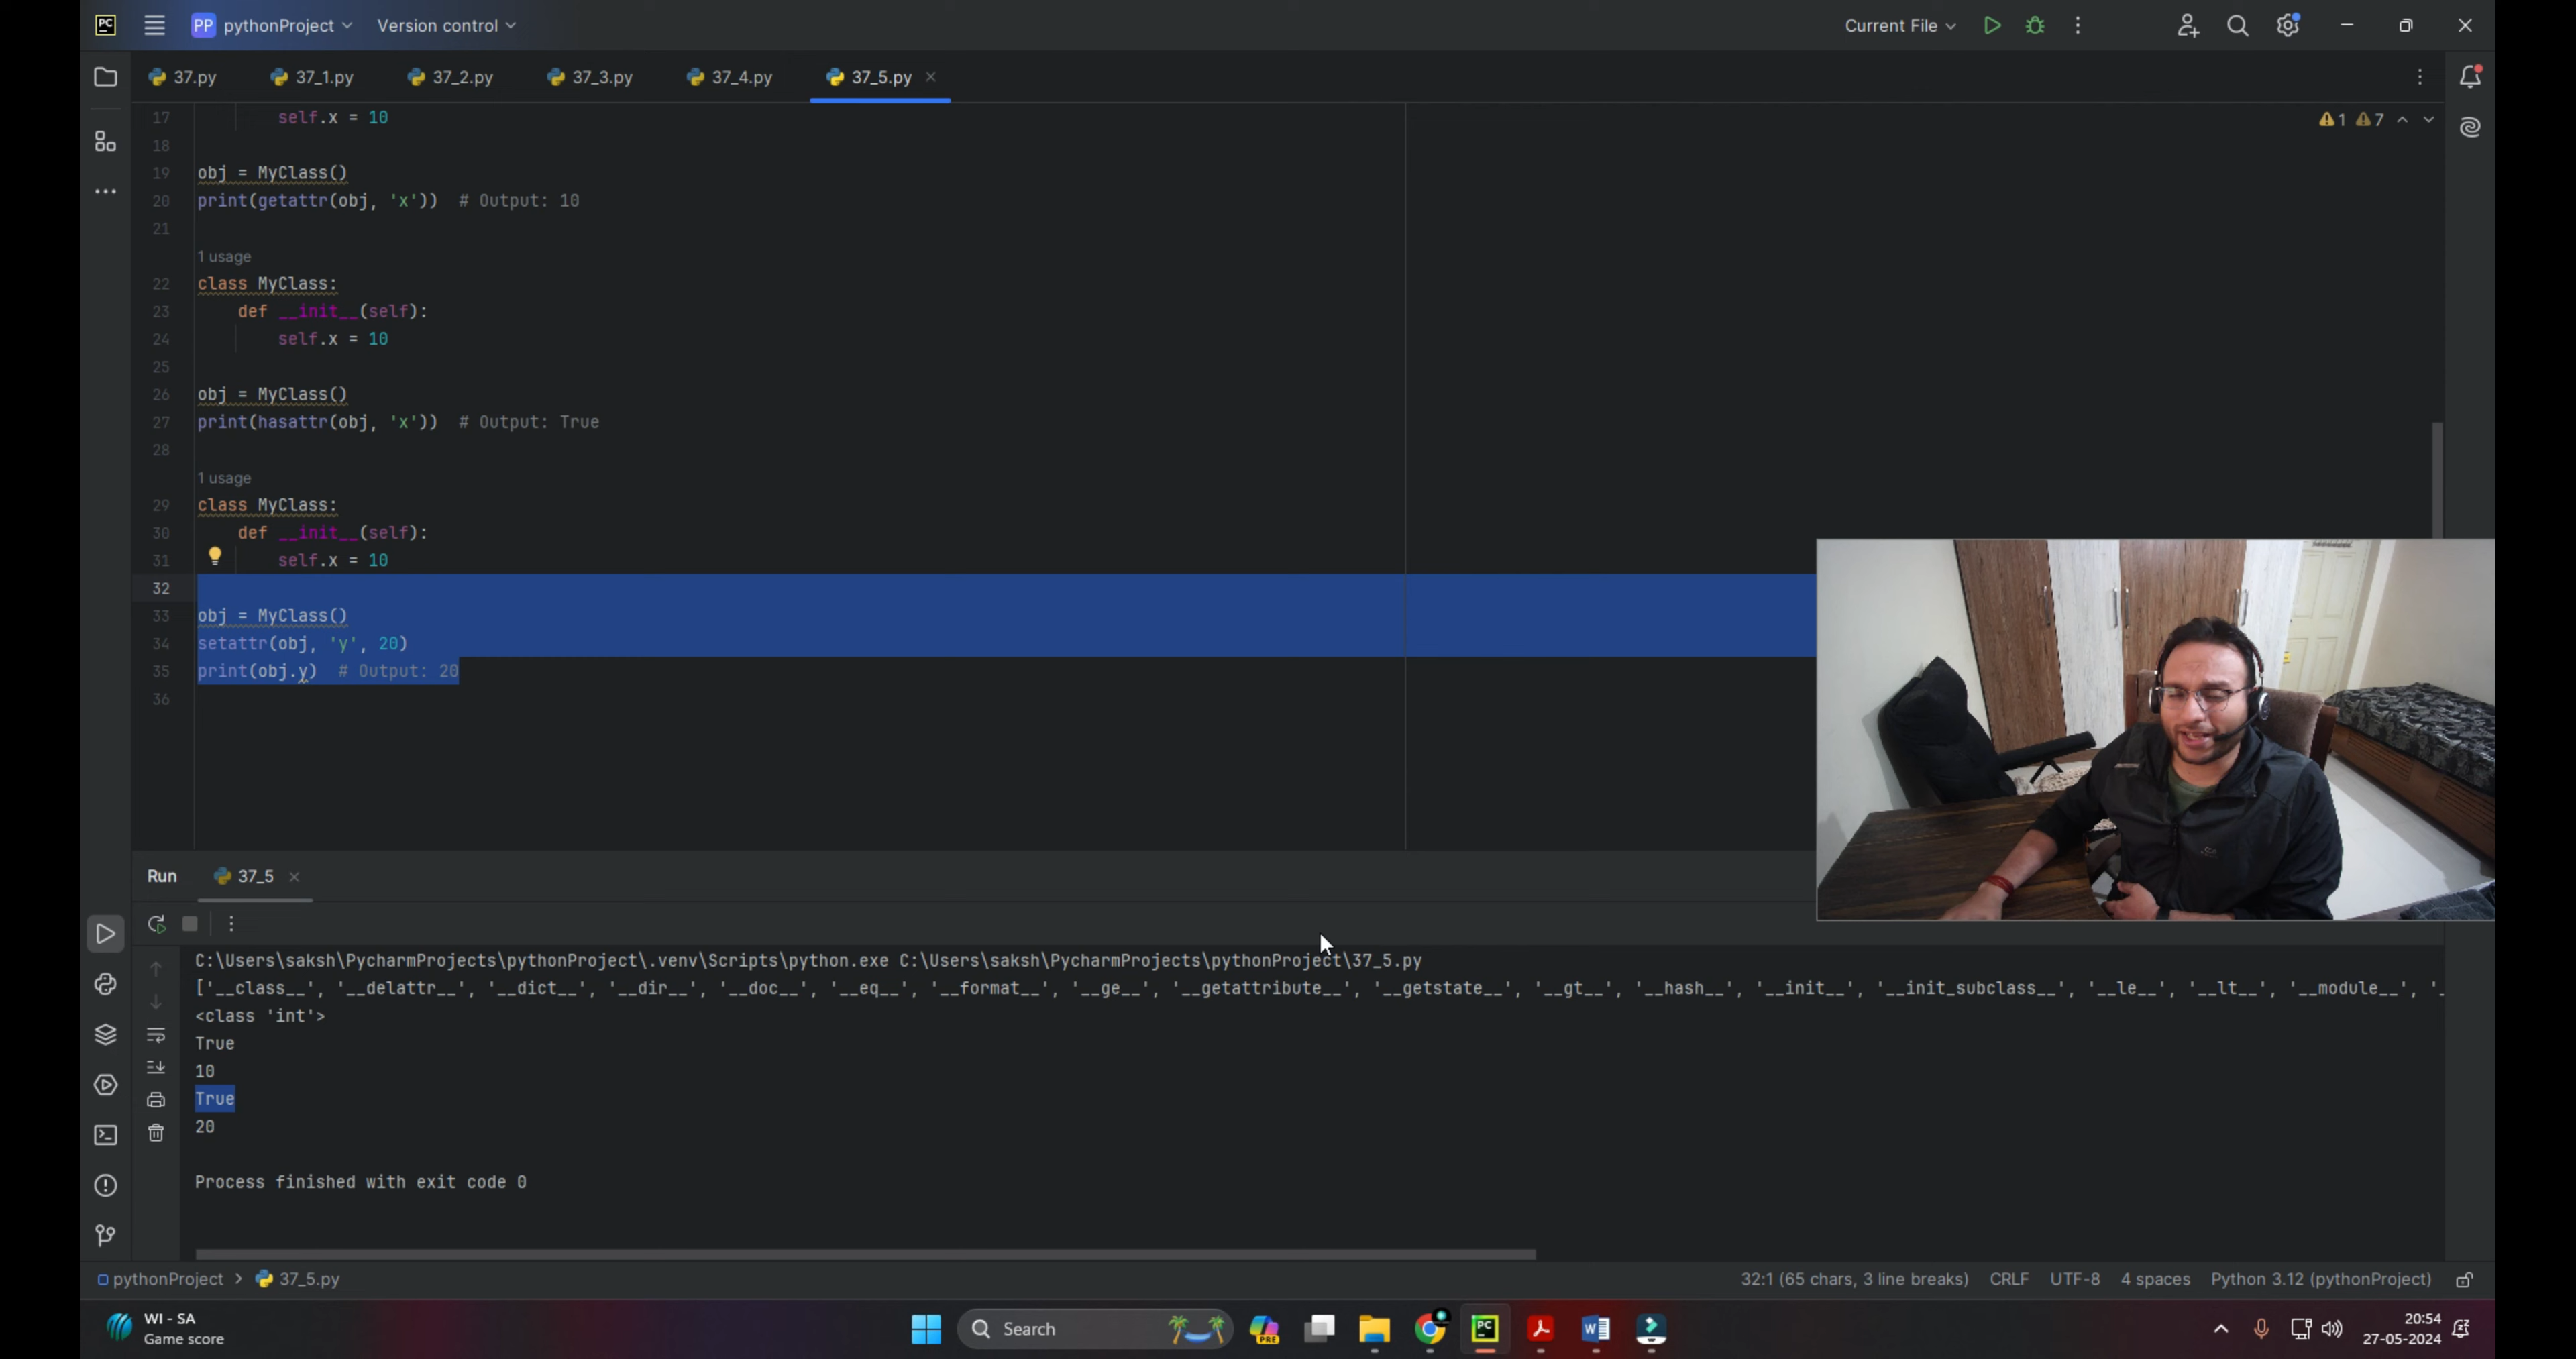 PC PP pythonProject Version control Current File
37.py 37_1.py 37_2.py 37_3.py 37_4.py 37_5.py
17 self.x = 10 1 7
18
19 obj = MyClass()
20 print(getattr(obj, 'x')) # Output: 10
21
1 usage
22 class MyClass:
23 def __init__(self):
24 self.x = 10
25
26 obj = MyClass()
27 print(hasattr(obj, 'x')) # Output: True
28
1 usage
29 class MyClass:
30 def __init__(self):
31 self.x = 10
32
33 obj = MyClass()
34 setattr(obj, 'y', 20)
35 print(obj.y) # Output: 20
36
Run 37_5
C:\Users\saksh\PycharmProjects\pythonProject\.venv\Scripts\python.exe C:\Users\saksh\PycharmProjects\pythonProject\37_5.py
['__class__', '__delattr__', '__dict__', '__dir__', '__doc__', '__eq__', '__format__', '__ge__', '__getattribute__', '__getstate__', '__gt__', '__hash__', '__init__', '__init_subclass__', '__le__', '__lt__', '__module__', '_
<class 'int'>
True
10
True
20
Process finished with exit code 0
pythonProject > 37_5.py 32:1 (65 chars, 3 line breaks) CRLF UTF-8 4 spaces Python 3.12 (pythonProject)
WI - SA
Game score
Search
PRE
PC
20:54
27-05-2024